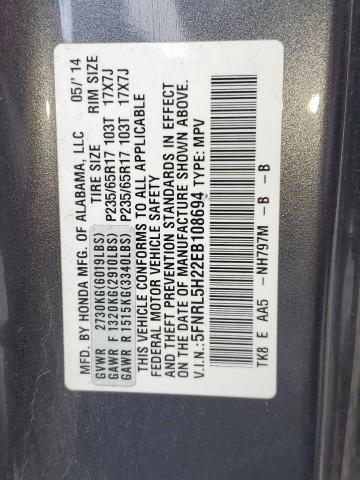 MFD. BY HONDA MFG. OF ALABAMA, LLC 05/'14
TIRE SIZE RIM SIZE
GVWR 2730KG(6019LBS)
GAWR F 1320KG(2910LBS) P235/65R17 103T 17X7J
GAWR R 1515KG(3340LBS) P235/65R17 103T 17X7J
THIS VEHICLE CONFORMS TO ALL APPLICABLE
FEDERAL MOTOR VEHICLE SAFETY
AND THEFT PREVENTION STANDARDS IN EFFECT
ON THE DATE OF MANUFACTURE SHOWN ABOVE.
V.I.N.:5FNRL5H22EB108694 TYPE: MPV
TK8 E AA5 -NH797M -B -B